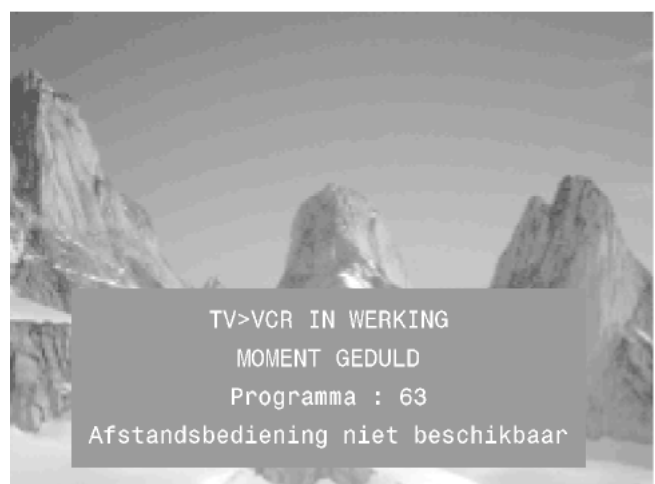 TV>VCR IN WERKING
MOMENT GEDULD
Programma : 63
Afstandsbediening niet beschikbaar